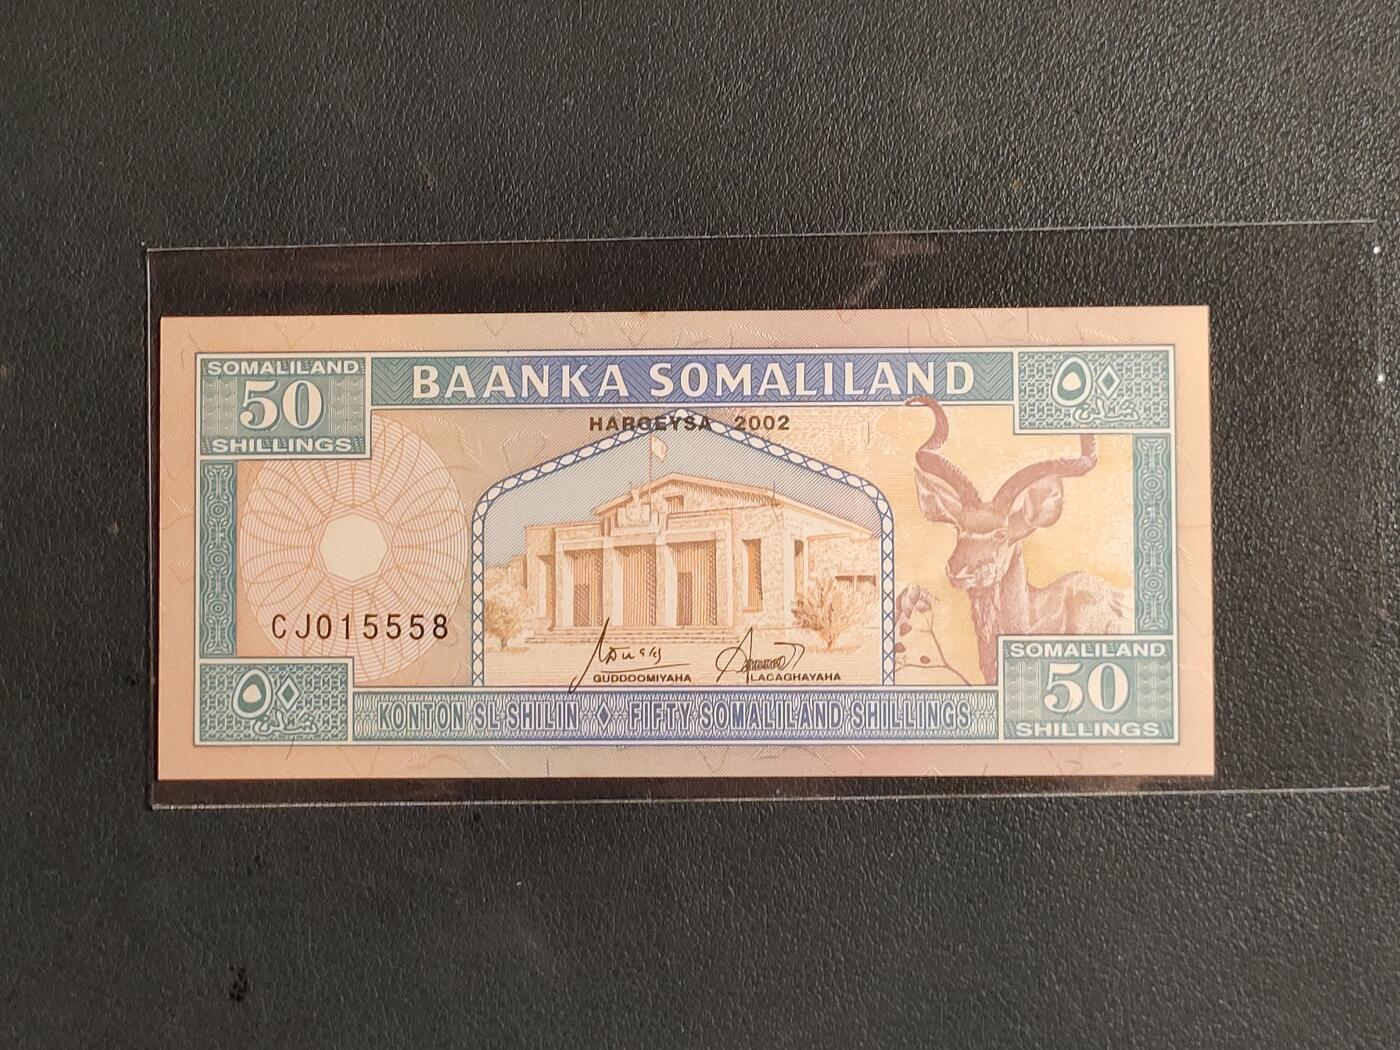 SOMALILAND
50
SHILLINGS
BAANKA SOMALILAND
٥٠
شلن
HARGEYSA 2002
CJ015558
GUDDOOMIYAHA
LACAGHAYAHA
٥٠
شلن
KONTON SL SHILIN ◊ FIFTY SOMALILAND SHILLINGS
SOMALILAND
50
SHILLINGS